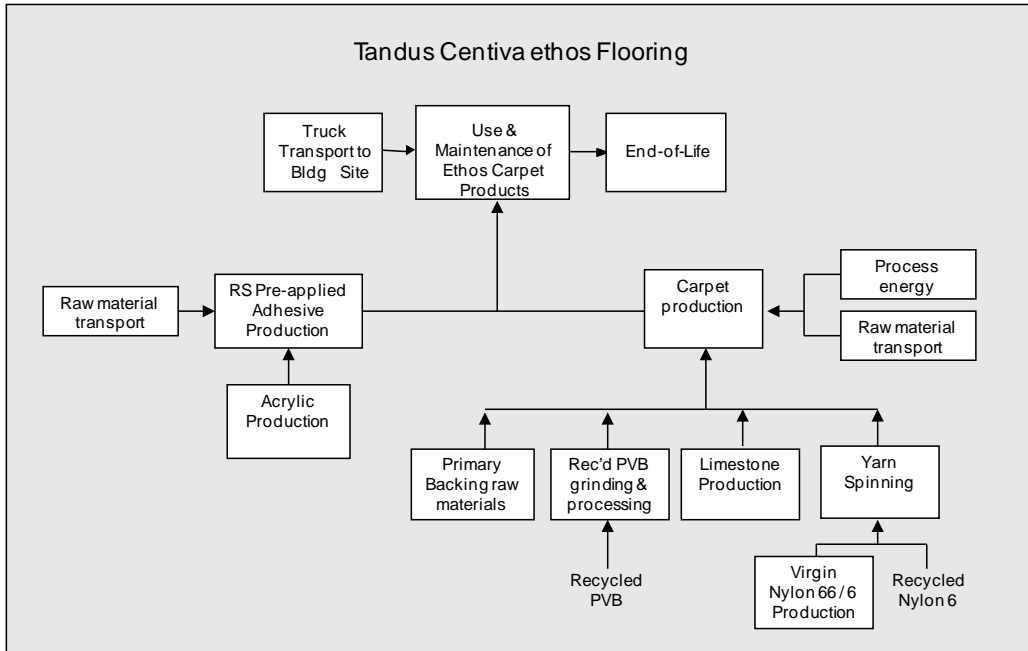 Tandus Centiva ethos Flooring
Truck
Transport to
Bldg Site
Use &
Maintenance of
Ethos Carpet
Products
End-of-Life
Raw material
transport
RS Pre-applied
Adhesive
Production
Carpet
production
Process
energy
Raw material
transport
Acrylic
Production
Primary
Backing raw
materials
Rec'd PVB
grinding &
processing
Limestone
Production
Yarn
Spinning
Recycled
PVB
Virgin
Nylon 66 / 6
Production
Recycled
Nylon 6